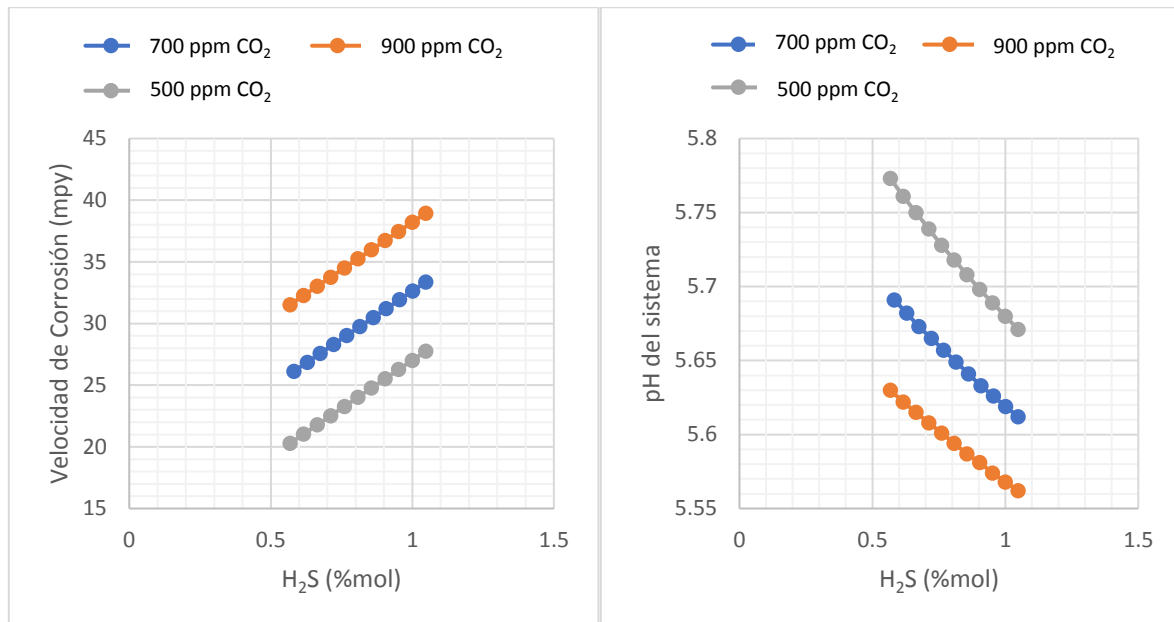 700 ppm CO₂ 900 ppm CO₂
500 ppm CO₂
45
40
35
30
25
20
15
0 0.5 1 1.5
Velocidad de Corrosión (mpy)
H₂S (%mol)
700 ppm CO₂ 900 ppm CO₂
500 ppm CO₂
5.8
5.75
5.7
5.65
5.6
5.55
0 0.5 1 1.5
pH del sistema
H₂S (%mol)